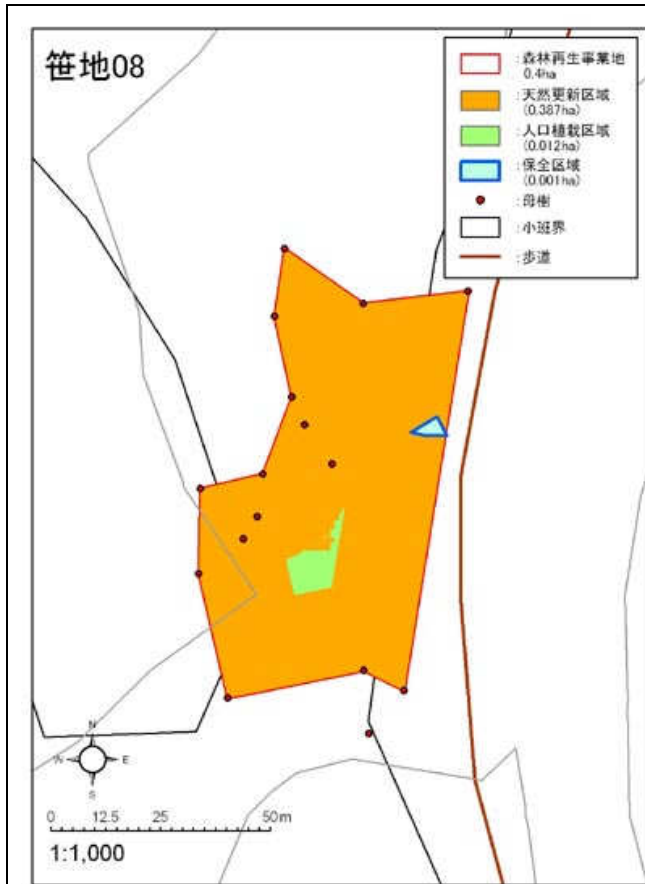 笹地08
:森林再生事業地
0.4ha
:天然更新区域
(0.387ha)
:人口植栽区域
(0.012ha)
:保全区域
(0.001ha)
:母樹
:小班界
:歩道
N
W E
S
0 12.5 25 50m
1:1,000